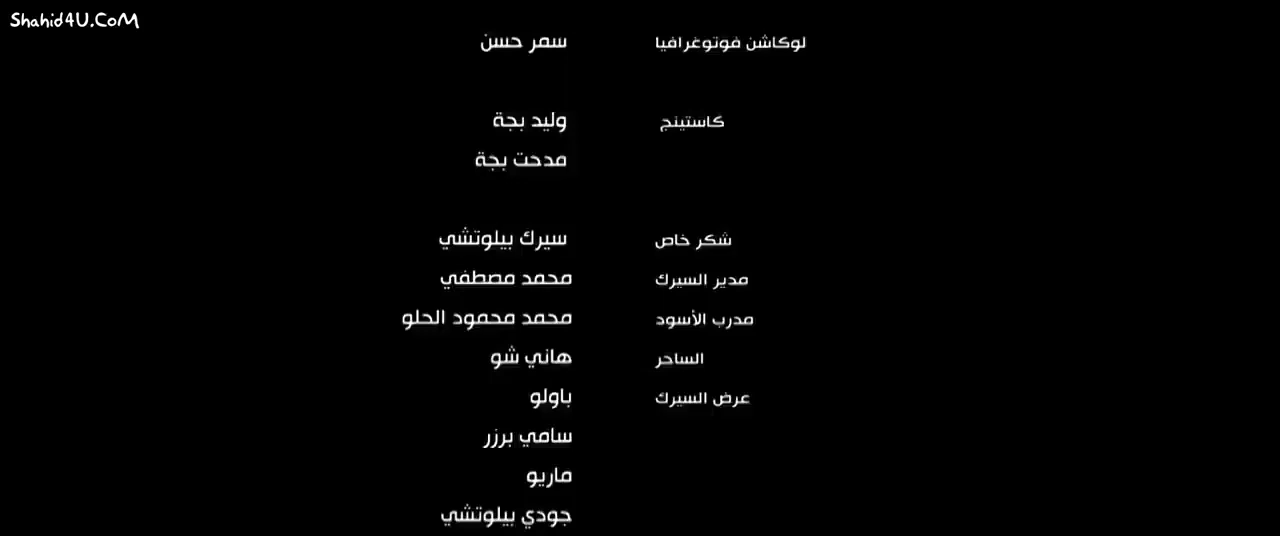 Shahid4U.CoM
لوكاشن فوتوغرافيا سمر حسن
كاستينج وليد بجة
مدحت بجة
شكر خاص سيرك بيلوتشي
مدير السيرك محمد مصطفي
مدرب الأسود محمد محمود الحلو
الساحر هاني شو
عرض السيرك باولو
سامي برزر
ماريو
جودي بيلوتشي